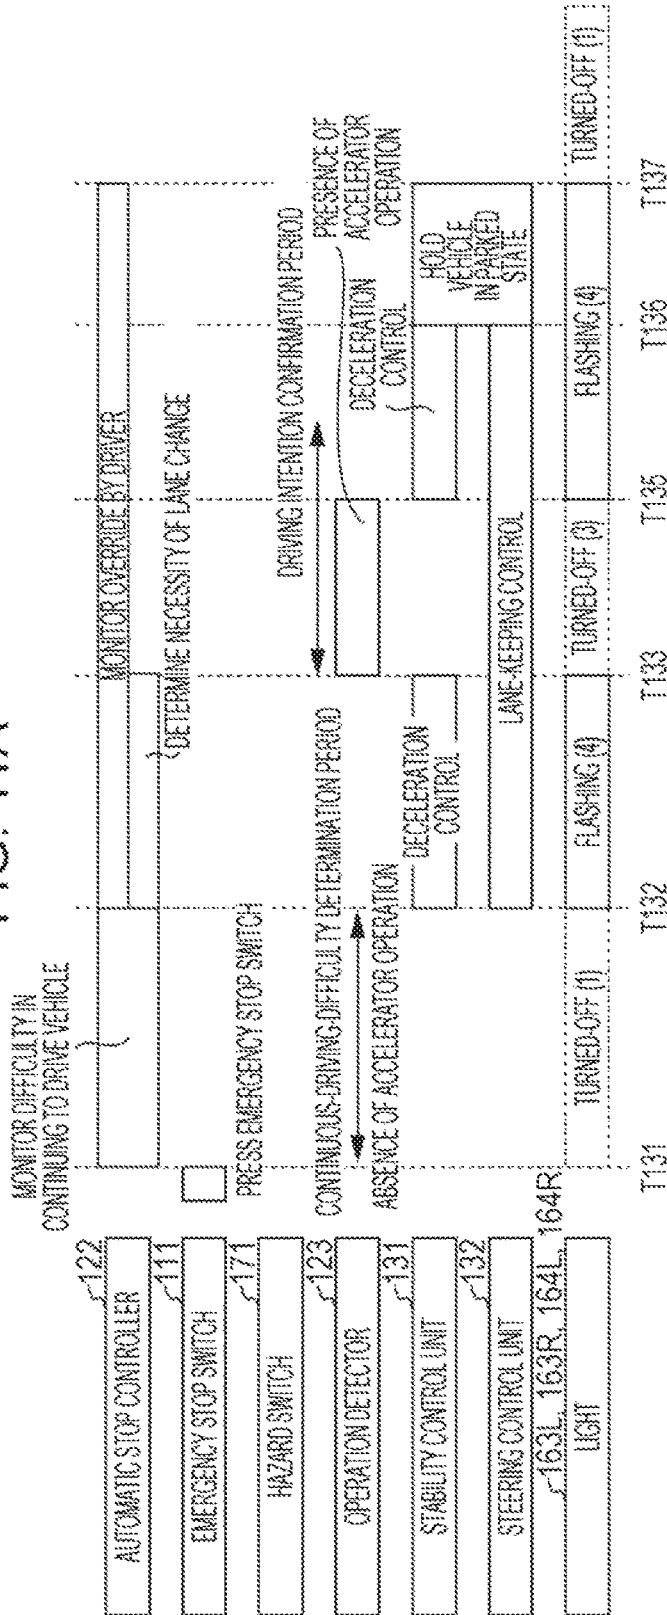 MONITOR DIFFICULTY IN
CONTINUING TO DRIVE VEHICLE
122
AUTOMATIC STOP CONTROLLER
MONITOR OVERRIDE BY DRIVER
DETERMINE NECESSITY OF LANE CHANGE
111
EMERGENCY STOP SWITCH
PRESS EMERGENCY STOP SWITCH
171
HAZARD SWITCH
DRIVING INTENTION CONFIRMATION PERIOD
123
OPERATION DETECTOR
CONTINUOUS-DRIVING-DIFFICULTY DETERMINATION PERIOD
ABSENCE OF ACCELERATOR OPERATION
PRESENCE OF
ACCELERATOR
OPERATION
131
STABILITY CONTROL UNIT
DECELERATION
CONTROL
DECELERATION
CONTROL
HOLD
VEHICLE
IN PARKED
STATE
132
STEERING CONTROL UNIT
LANE-KEEPING CONTROL
163L, 163R, 164L, 164R
LIGHT
TURNED-OFF (1)
FLASHING (4)
TURNED-OFF (3)
FLASHING (4)
TURNED-OFF (1)
T131
T132
T133
T135
T136
T137